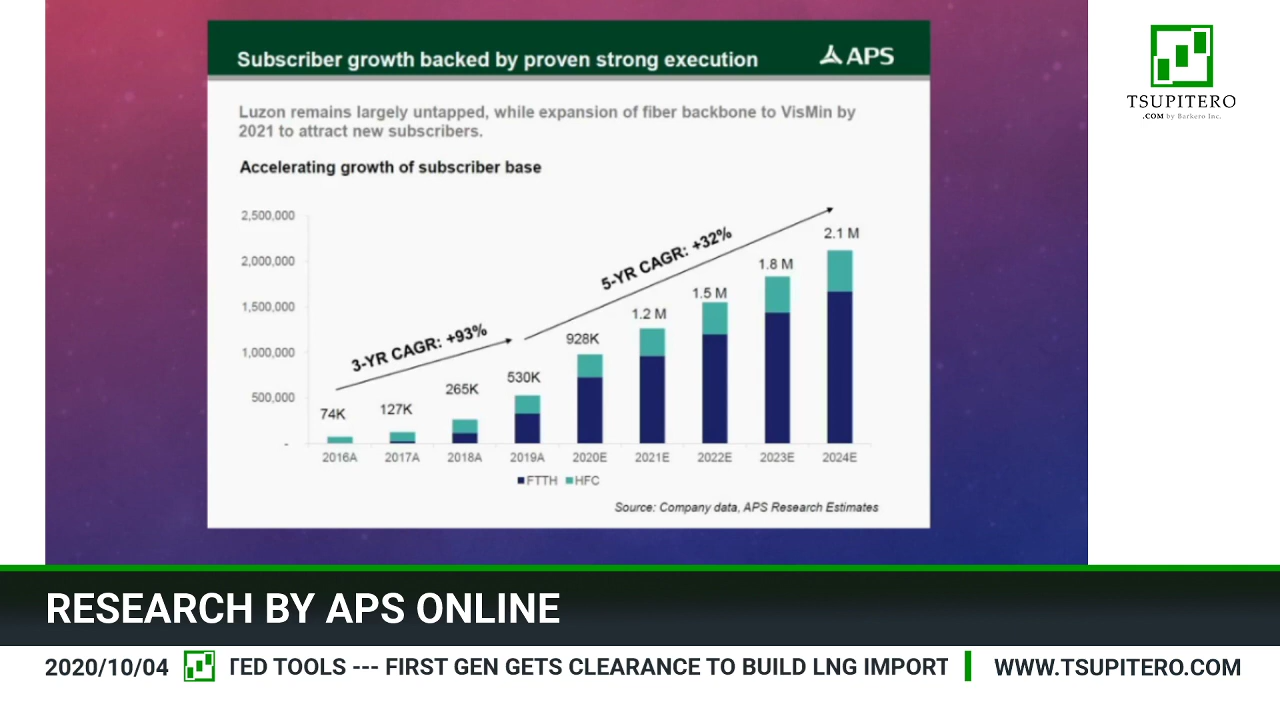 Subscriber growth backed by proven strong execution
APS
Luzon remains largely untapped, while expansion of fiber backbone to VisMin by
2021 to attract new subscribers.
Accelerating growth of subscriber base
2,500,000
2,000,000
1,500,000
1,000,000
500,000
-
3-YR CAGR: +93%
5-YR CAGR: +32%
74K
127K
265K
530K
928K
1.2 M
1.5 M
1.8 M
2.1 M
2016A 2017A 2018A 2019A 2020E 2021E 2022E 2023E 2024E
FTTH HFC
Source: Company data, APS Research Estimates
TSUPITERO
.COM by Barkero Inc.
RESEARCH BY APS ONLINE
2020/10/04 TED TOOLS --- FIRST GEN GETS CLEARANCE TO BUILD LNG IMPORT WWW.TSUPITERO.COM